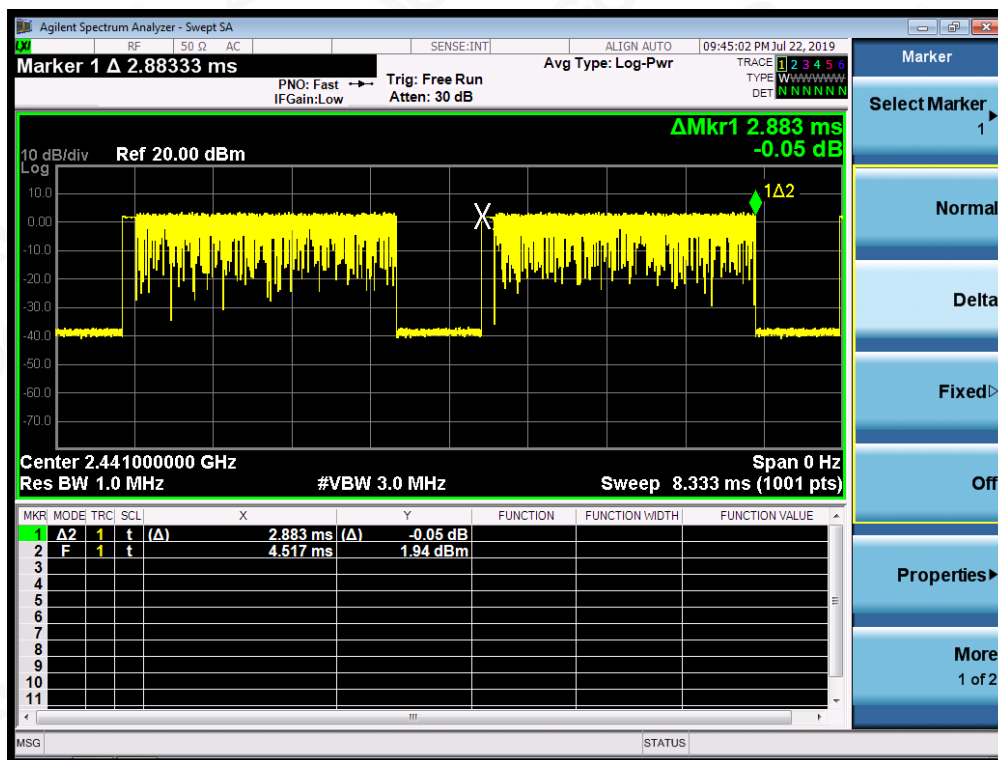 Agilent Spectrum Analyzer - Swept SA
LXI RF 50 Ω AC SENSE:INT ALIGN AUTO 09:45:02 PM Jul 22, 2019
Marker 1 Δ 2.88333 ms
PNO: Fast
IFGain:Low
Trig: Free Run
Atten: 30 dB
Avg Type: Log-Pwr
TRACE 1 2 3 4 5 6
TYPE WWWWWWW
DET N N N N N N
ΔMkr1 2.883 ms
-0.05 dB
10 dB/div Ref 20.00 dBm
Log
10.0
0.00
-10.0
-20.0
-30.0
-40.0
-50.0
-60.0
-70.0
1Δ2
Center 2.441000000 GHz Span 0 Hz
Res BW 1.0 MHz #VBW 3.0 MHz Sweep 8.333 ms (1001 pts)
MKR MODE TRC SCL X Y FUNCTION FUNCTION WIDTH FUNCTION VALUE
1 Δ2 1 t (Δ) 2.883 ms (Δ) -0.05 dB
2 F 1 t 4.517 ms 1.94 dBm
3
4
5
6
7
8
9
10
11
MSG STATUS
Marker
Select Marker
1
Normal
Delta
Fixed
Off
Properties
More
1 of 2